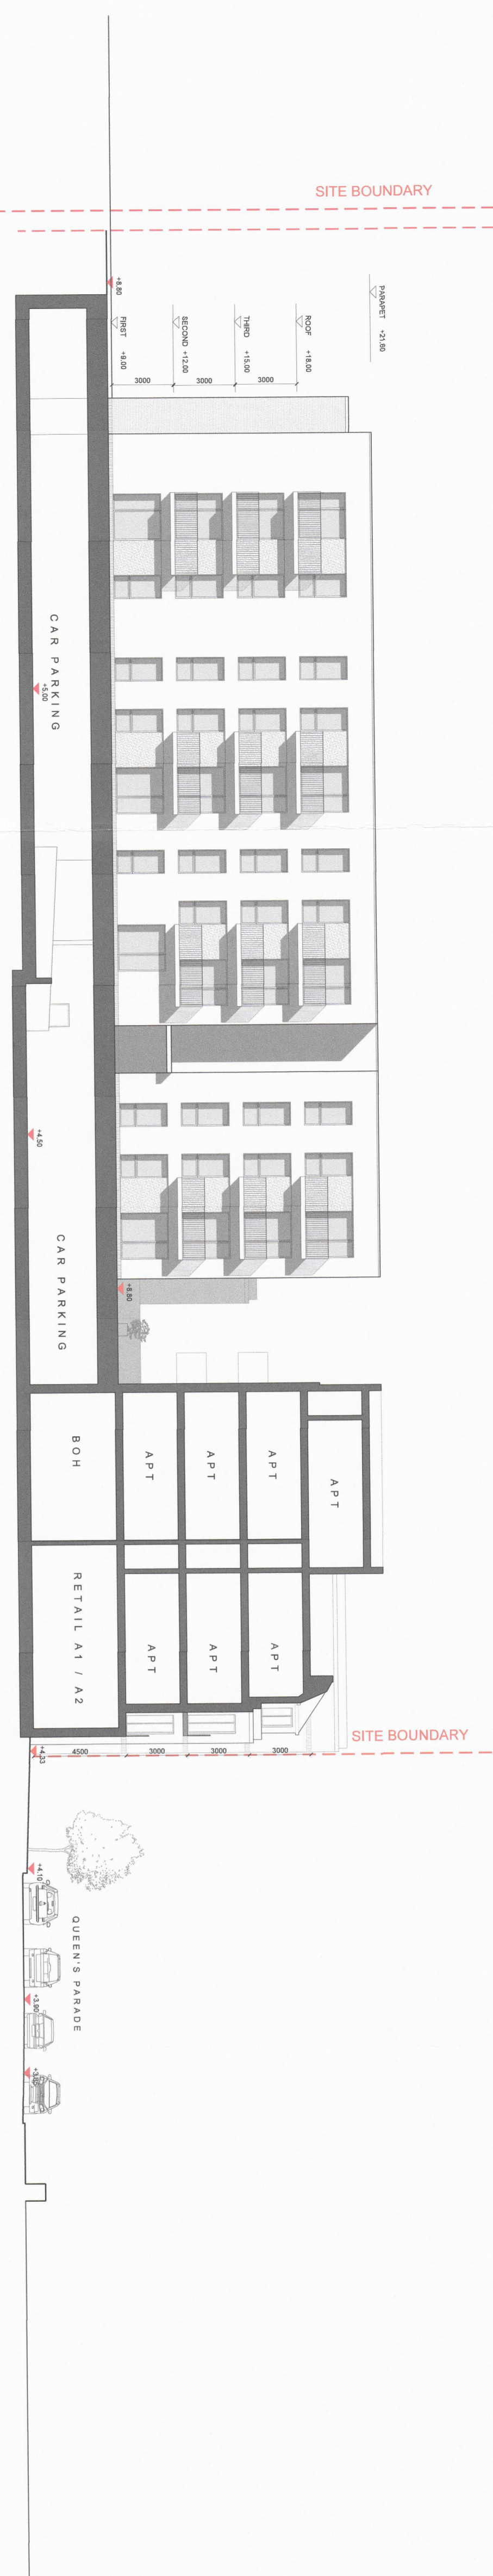 SITE BOUNDARY
+8.80
PARAPET +21.60
ROOF +18.00
THIRD +15.00
SECOND +12.00
FIRST +9.00
3000
3000
3000
CAR PARKING
+5.00
+4.50
CAR PARKING
+8.80
BOH
APT
APT
APT
APT
RETAIL A1 / A2
APT
APT
APT
SITE BOUNDARY
+4.33
4500
3000
3000
3000
+4.10
QUEEN'S PARADE
+3.90